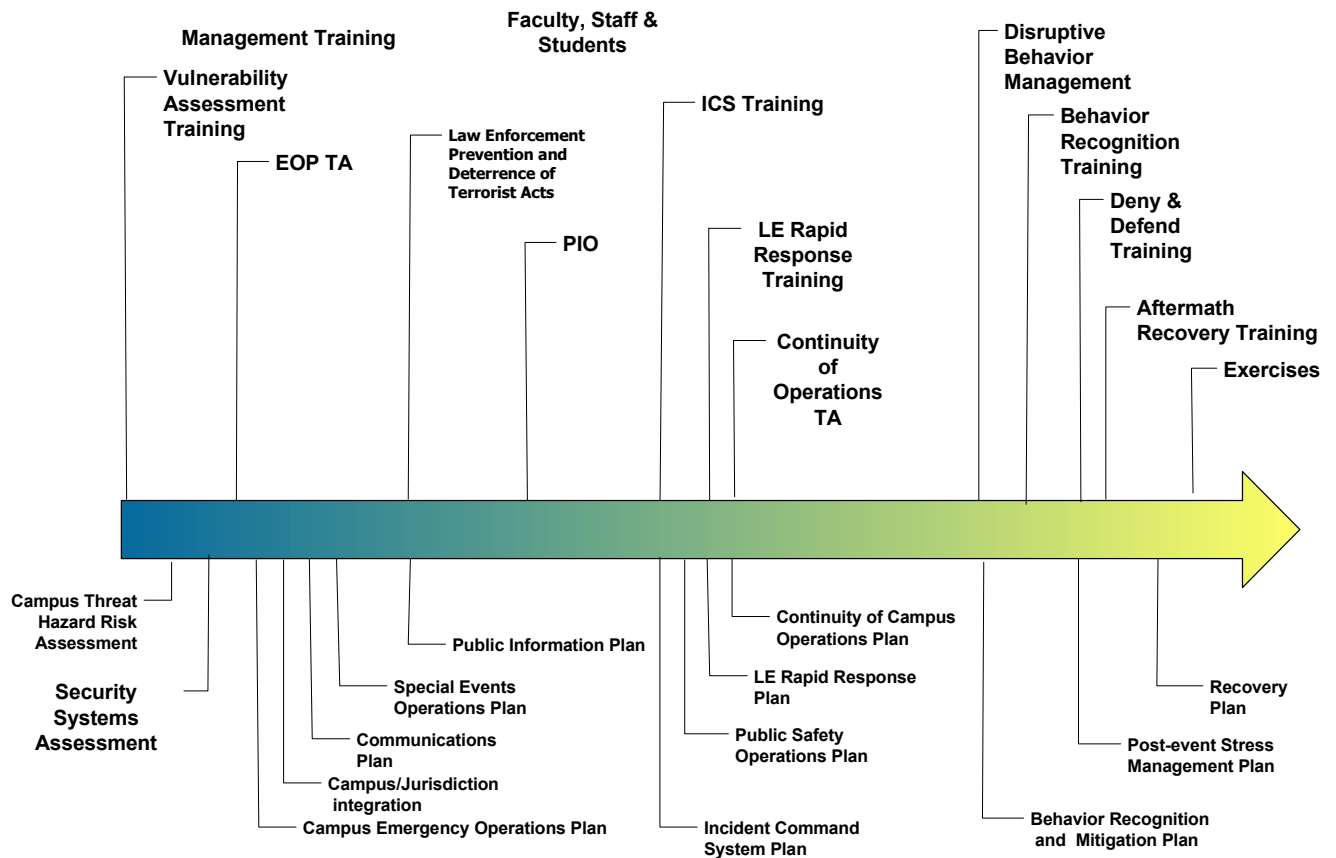 Management Training
Faculty, Staff &
Students
Vulnerability
Assessment
Training
EOP TA
Law Enforcement
Prevention and
Deterrence of
Terrorist Acts
PIO
ICS Training
LE Rapid
Response
Training
Continuity
of
Operations
TA
Disruptive
Behavior
Management
Behavior
Recognition
Training
Deny &
Defend
Training
Aftermath
Recovery Training
Exercises
Campus Threat
Hazard Risk
Assessment
Security
Systems
Assessment
Public Information Plan
Special Events
Operations Plan
Communications
Plan
Campus/Jurisdiction
integration
Campus Emergency Operations Plan
Continuity of Campus
Operations Plan
LE Rapid Response
Plan
Public Safety
Operations Plan
Incident Command
System Plan
Recovery
Plan
Post-event Stress
Management Plan
Behavior Recognition
and Mitigation Plan